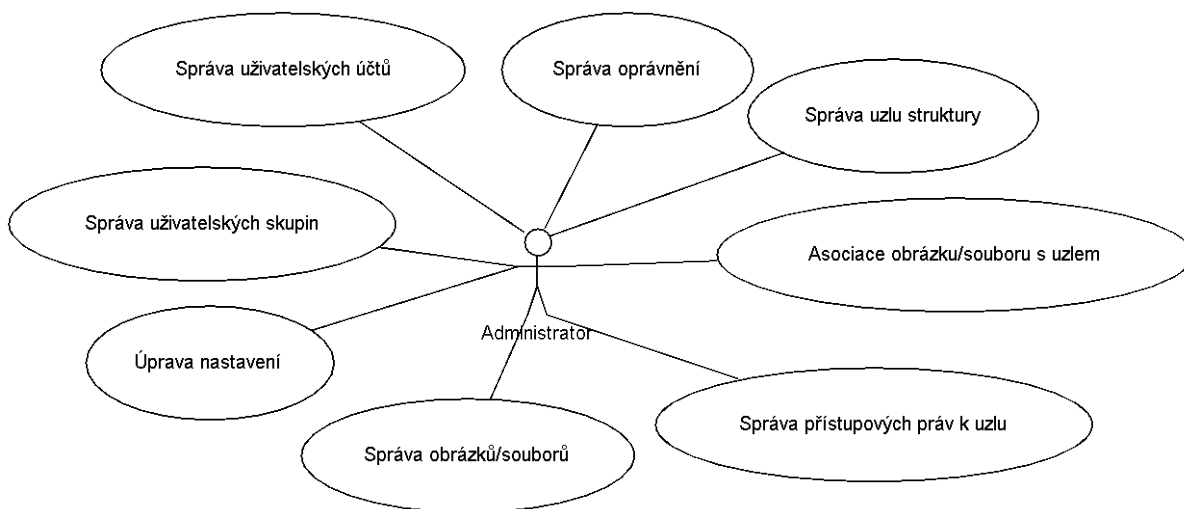 Správa uživatelských účtů
Správa oprávnění
Správa uzlu struktury
Správa uživatelských skupin
Asociace obrázku/souboru s uzlem
Administrator
Úprava nastavení
Správa přístupových práv k uzlu
Správa obrázků/souborů